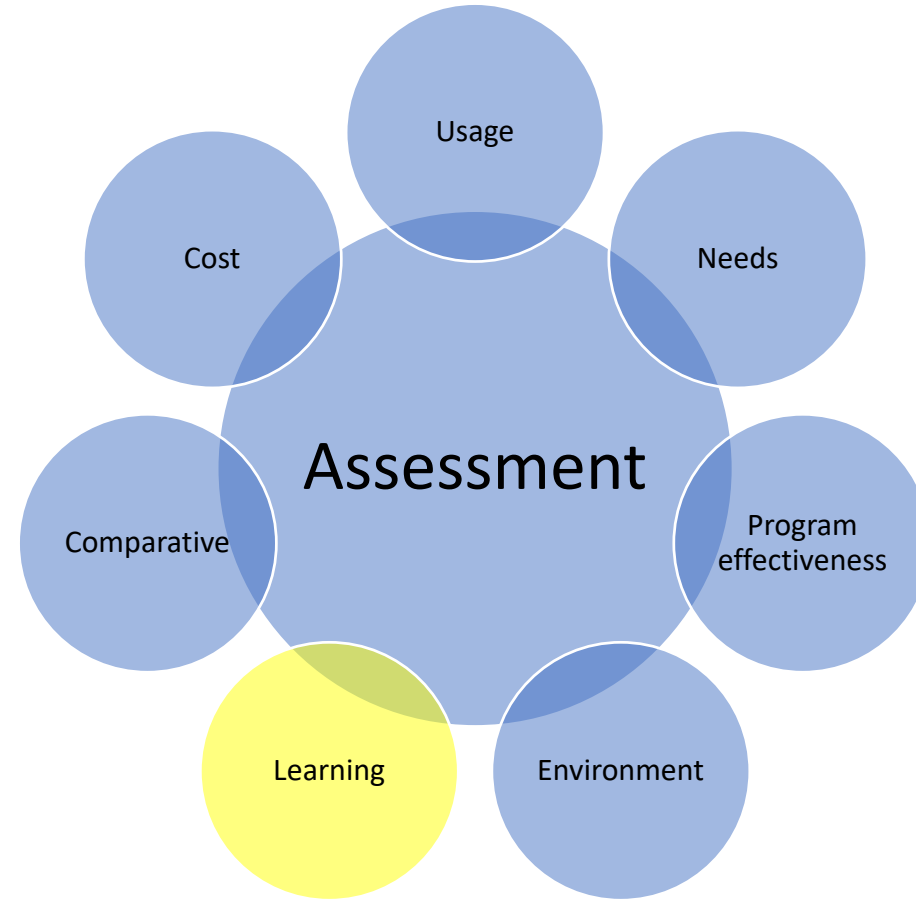 Usage
Cost
Needs
Assessment
Comparative
Program
effectiveness
Learning
Environment